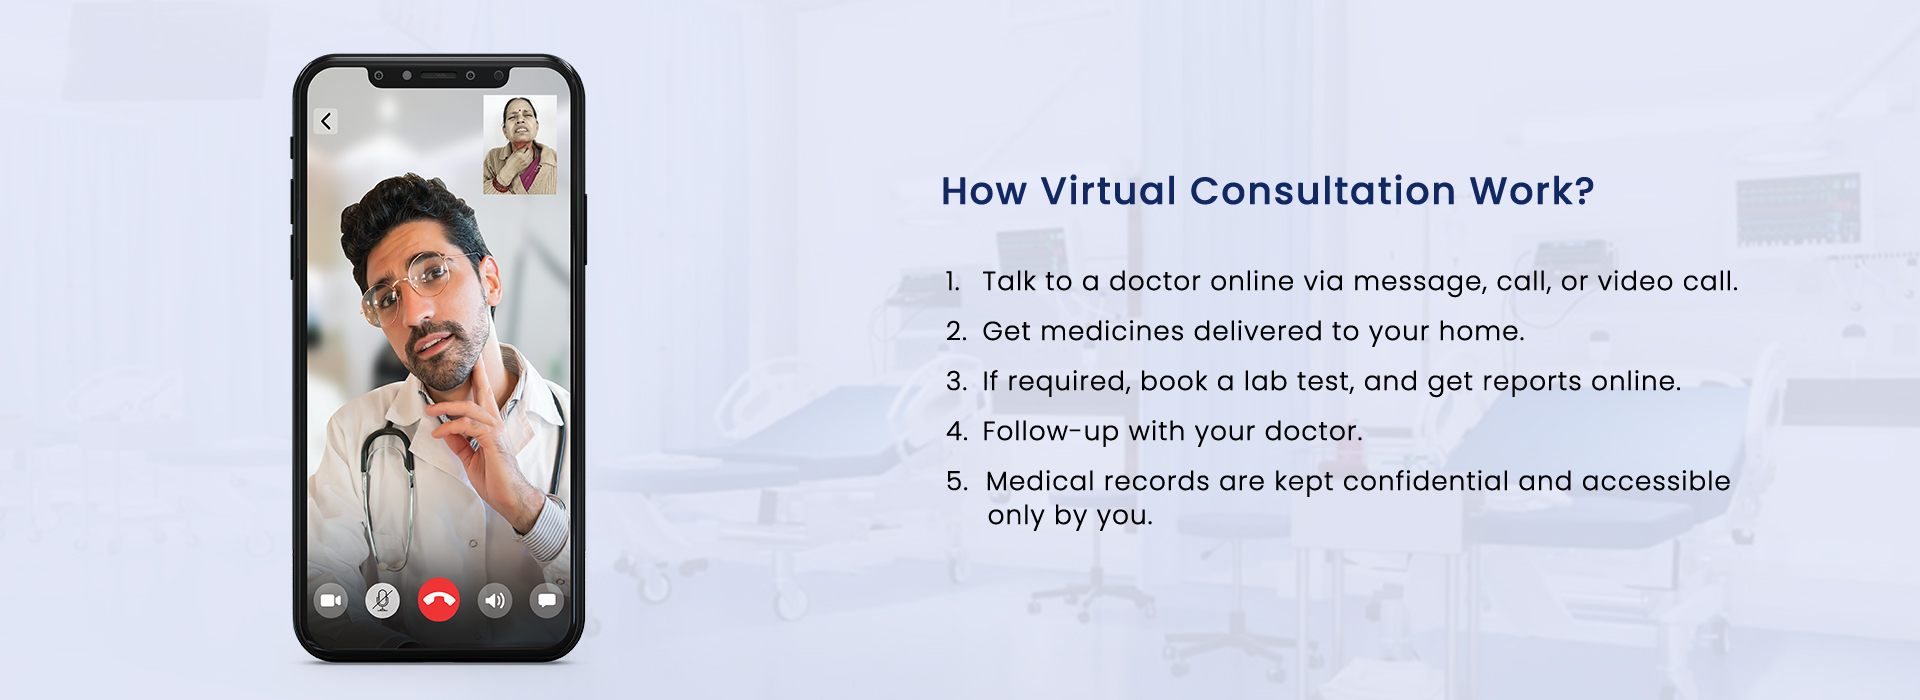 How Virtual Consultation Work?
1. Talk to a doctor online via message, call, or video call.
2. Get medicines delivered to your home.
3. If required, book a lab test, and get reports online.
4. Follow-up with your doctor.
5. Medical records are kept confidential and accessible
only by you.